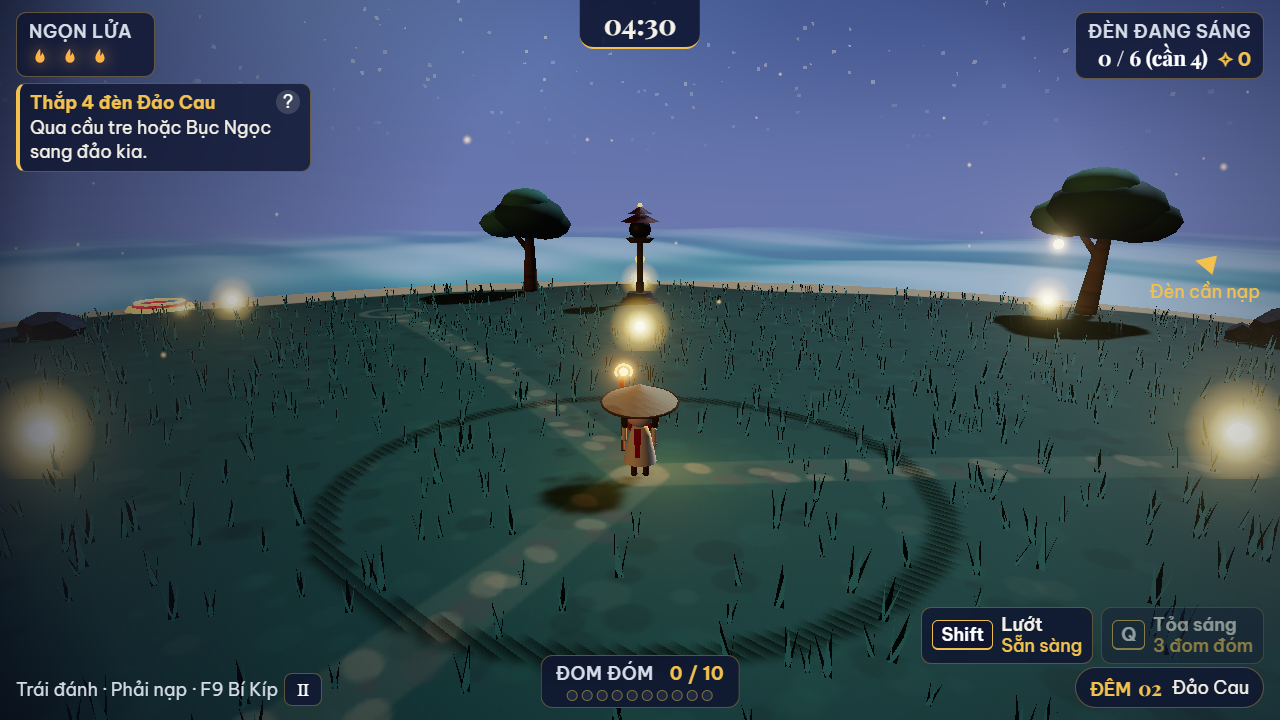 NGỌN LỬA
04:30
ĐÈN ĐANG SÁNG
0 / 6 (cần 4) ✧ 0
Thắp 4 đèn Đảo Cau
?
Qua cầu tre hoặc Bục Ngọc
sang đảo kia.
Đèn cần nạp
Shift
Lướt
Sẵn sàng
Q
Tỏa sáng
3 đom đóm
ĐOM ĐÓM 0 / 10
Trái đánh · Phải nạp · F9 Bí Kíp
II
ĐÊM 02 Đảo Cau